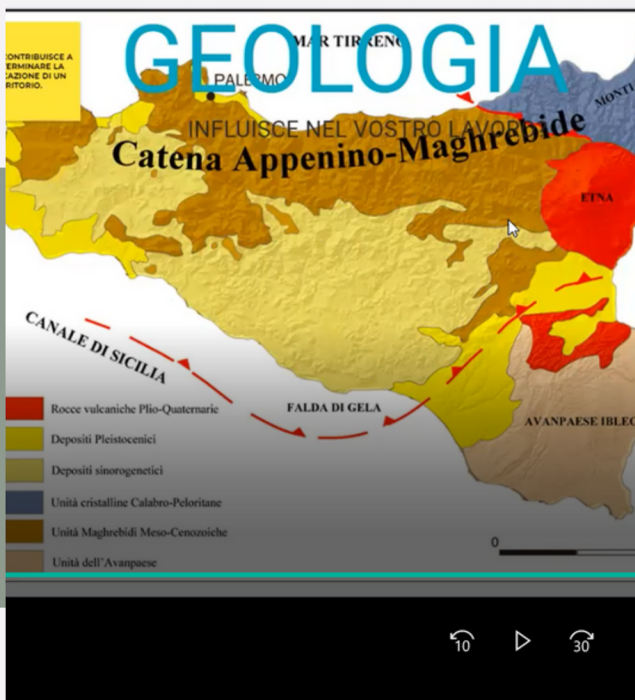 GEOLOGIA
MAR TIRRENO
CONTRIBUISCE A
ERMINARE LA
CAZIONE DI UN
RITORIO.
PALERMO
MONTI
INFLUISCE NEL VOSTRO LAVORO
Catena Appenino-Maghrebide
ETNA
CANALE DI SICILIA
FALDA DI GELA
AVANPAESE IBLEO
Rocce vulcaniche Plio-Quaternarie
Depositi Pleistocenici
Depositi sinorogenetici
Unità cristalline Calabro-Peloritane
Unità Maghrebidi Meso-Cenozoiche
Unità dell'Avanpaese
0
10
30